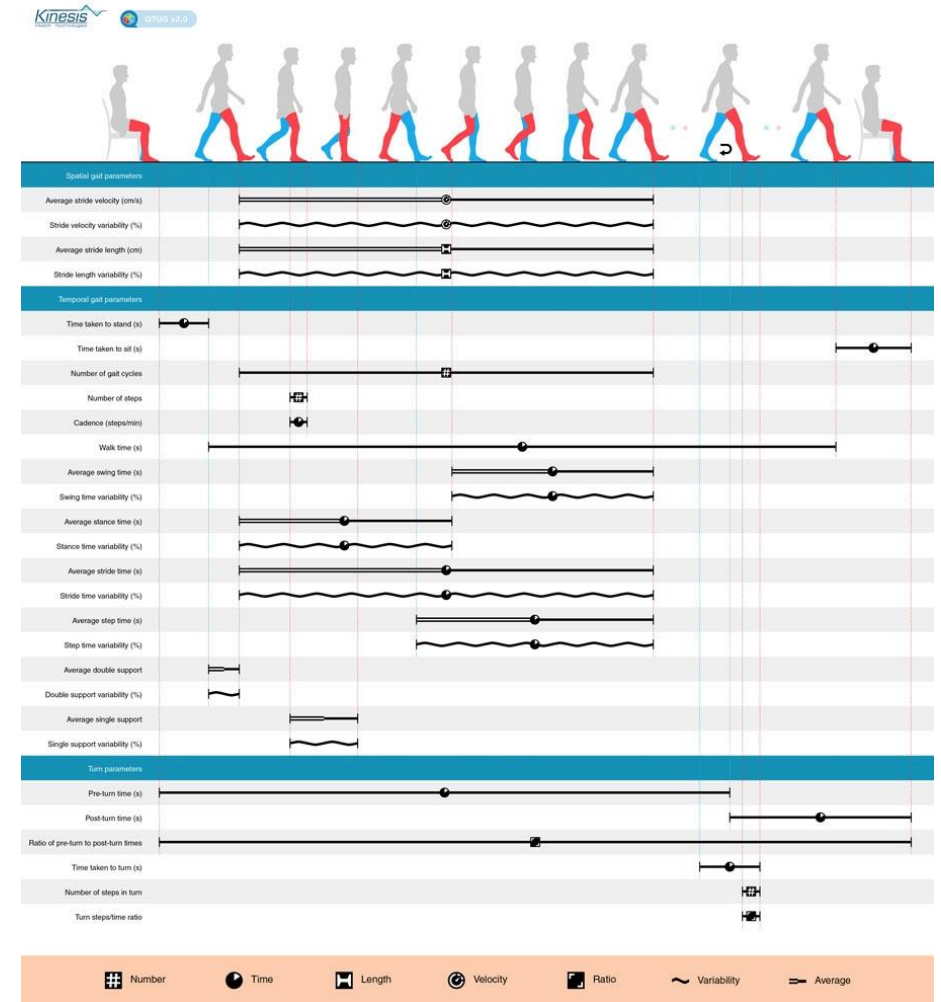 Kinesis
Health Technologies
QTUG v2.0
Spatial gait parameters
Average stride velocity (cm/s)
Stride velocity variability (%)
Average stride length (cm)
Stride length variability (%)
Temporal gait parameters
Time taken to stand (s)
Time taken to sit (s)
Number of gait cycles
Number of steps
Cadence (steps/min)
Walk time (s)
Average swing time (s)
Swing time variability (%)
Average stance time (s)
Stance time variability (%)
Average stride time (s)
Stride time variability (%)
Average step time (s)
Step time variability (%)
Average double support
Double support variability (%)
Average single support
Single support variability (%)
Turn parameters
Pre-turn time (s)
Post-turn time (s)
Ratio of pre-turn to post-turn times
Time taken to turn (s)
Number of steps in turn
Turn steps/time ratio
# Number Time Length Velocity Ratio Variability Average